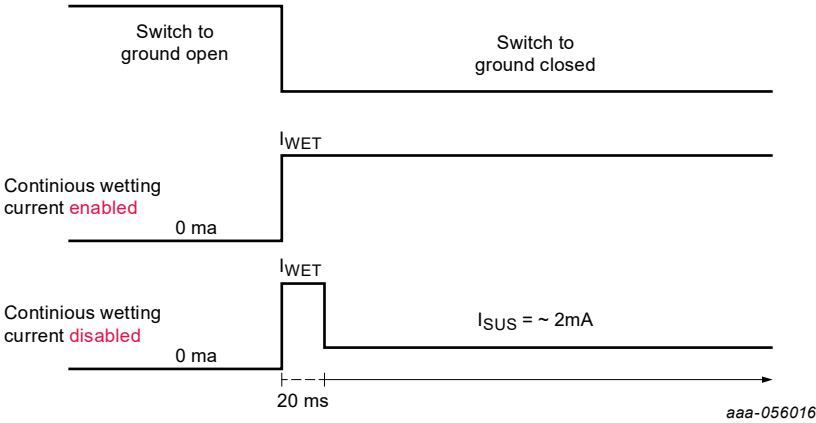 Switch to
ground open
Switch to
ground closed
IWET
Continious wetting
current enabled
0 ma
IWET
Continious wetting
current disabled
0 ma
ISUS = ~ 2mA
20 ms
aaa-056016